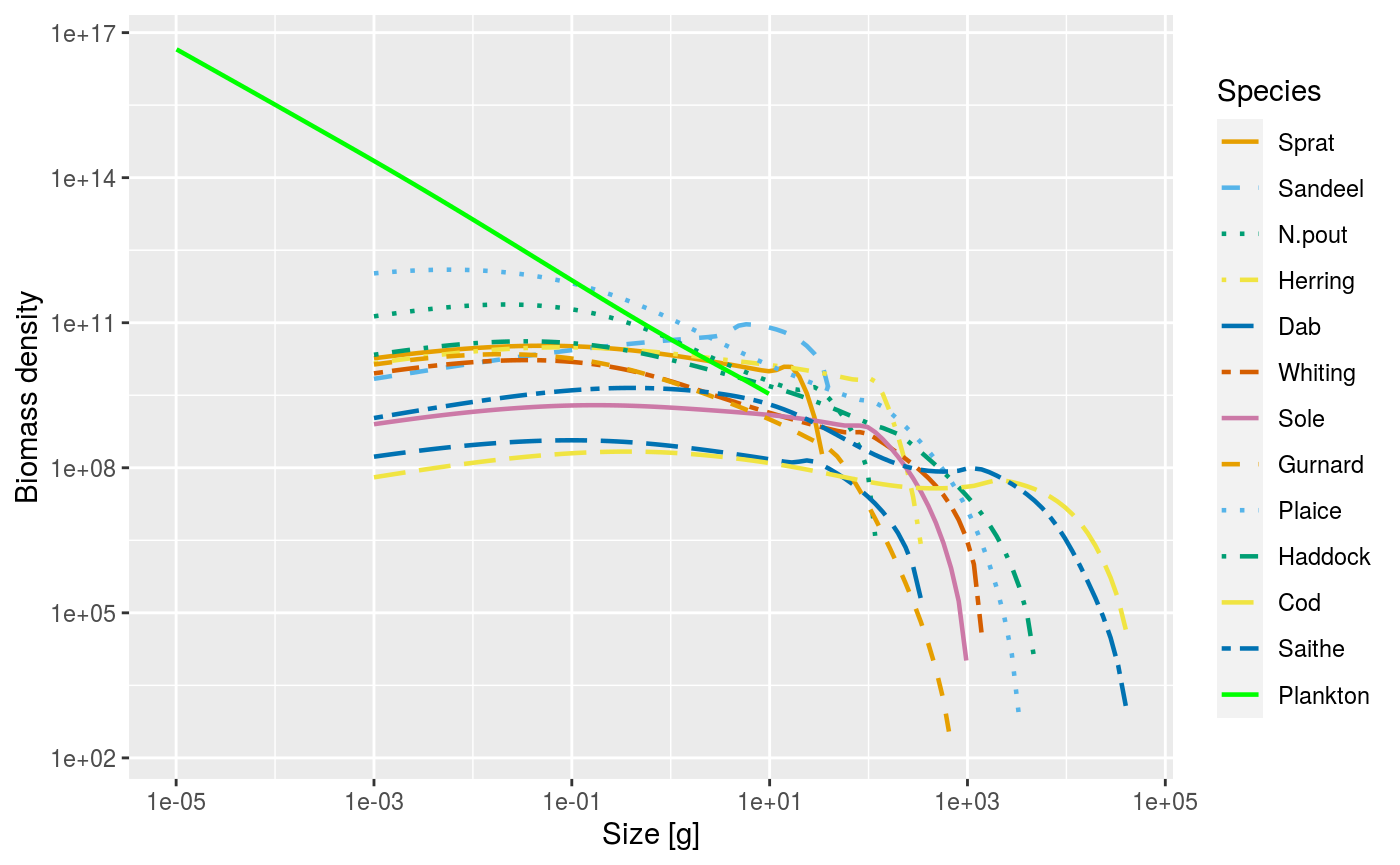 Biomass density
1e+17
1e+14
1e+11
1e+08
1e+05
1e+02
1e-05
1e-03
1e-01
1e+01
1e+03
1e+05
Size [g]
Species
Sprat
Sandeel
N.pout
Herring
Dab
Whiting
Sole
Gurnard
Plaice
Haddock
Cod
Saithe
Plankton